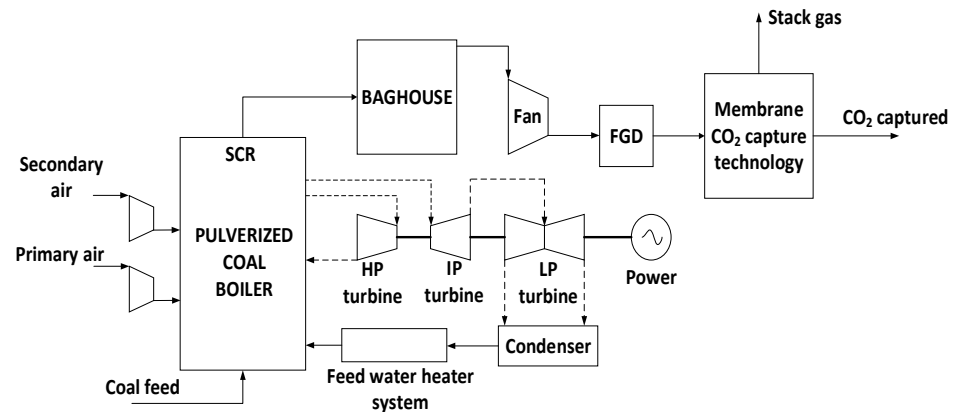 Stack gas
BAGHOUSE
Fan
FGD
Membrane
CO₂ capture
technology
CO₂ captured
SCR
Secondary
air
PULVERIZED
COAL
BOILER
Primary air
HP
turbine
IP
turbine
LP
turbine
Power
Condenser
Feed water heater
system
Coal feed